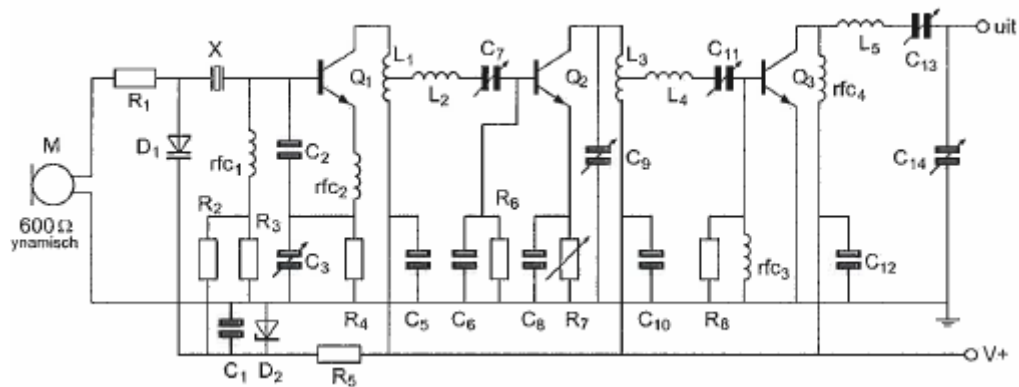 X
L₁
C₇
L₃
C₁₁
L₅
C₁₃
uit
R₁
Q₁
L₂
Q₂
L₄
Q₃
rfc₄
M
D₁
rfc₁
C₂
rfc₂
C₉
C₁₄
600 Ω
ynamisch
R₂
R₃
C₃
R₆
rfc₃
C₁₂
R₄
C₅
C₆
C₈
R₇
C₁₀
R₈
C₁
D₂
R₅
V+